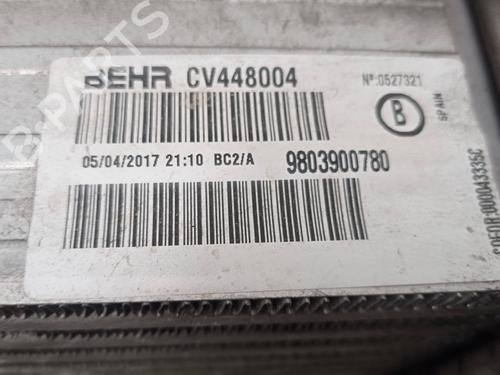 BEHR CV448004
Nº:0527321
B
SPAIN
05/04/2017 21:10 BC2/A
9803900780
B-PARTS